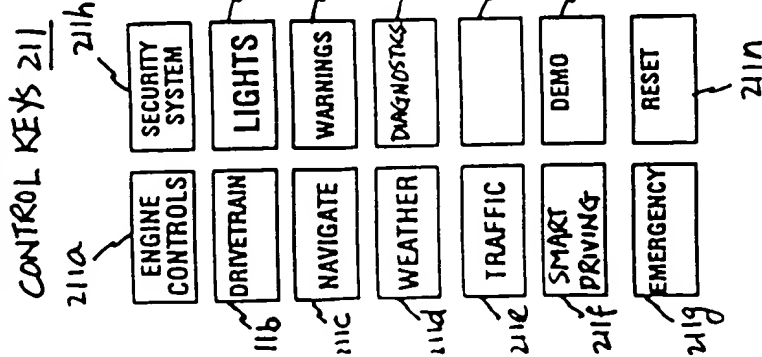 CONTROL KEYS 211
211a
211h
ENGINE
CONTROLS
SECURITY
SYSTEM
DRIVETRAIN
LIGHTS
11b
NAVIGATE
WARNINGS
211c
WEATHER
DIAGNOSTICS
211d
TRAFFIC
211e
SMART
DRIVING
DEMO
211f
EMERGENCY
RESET
211g
211n